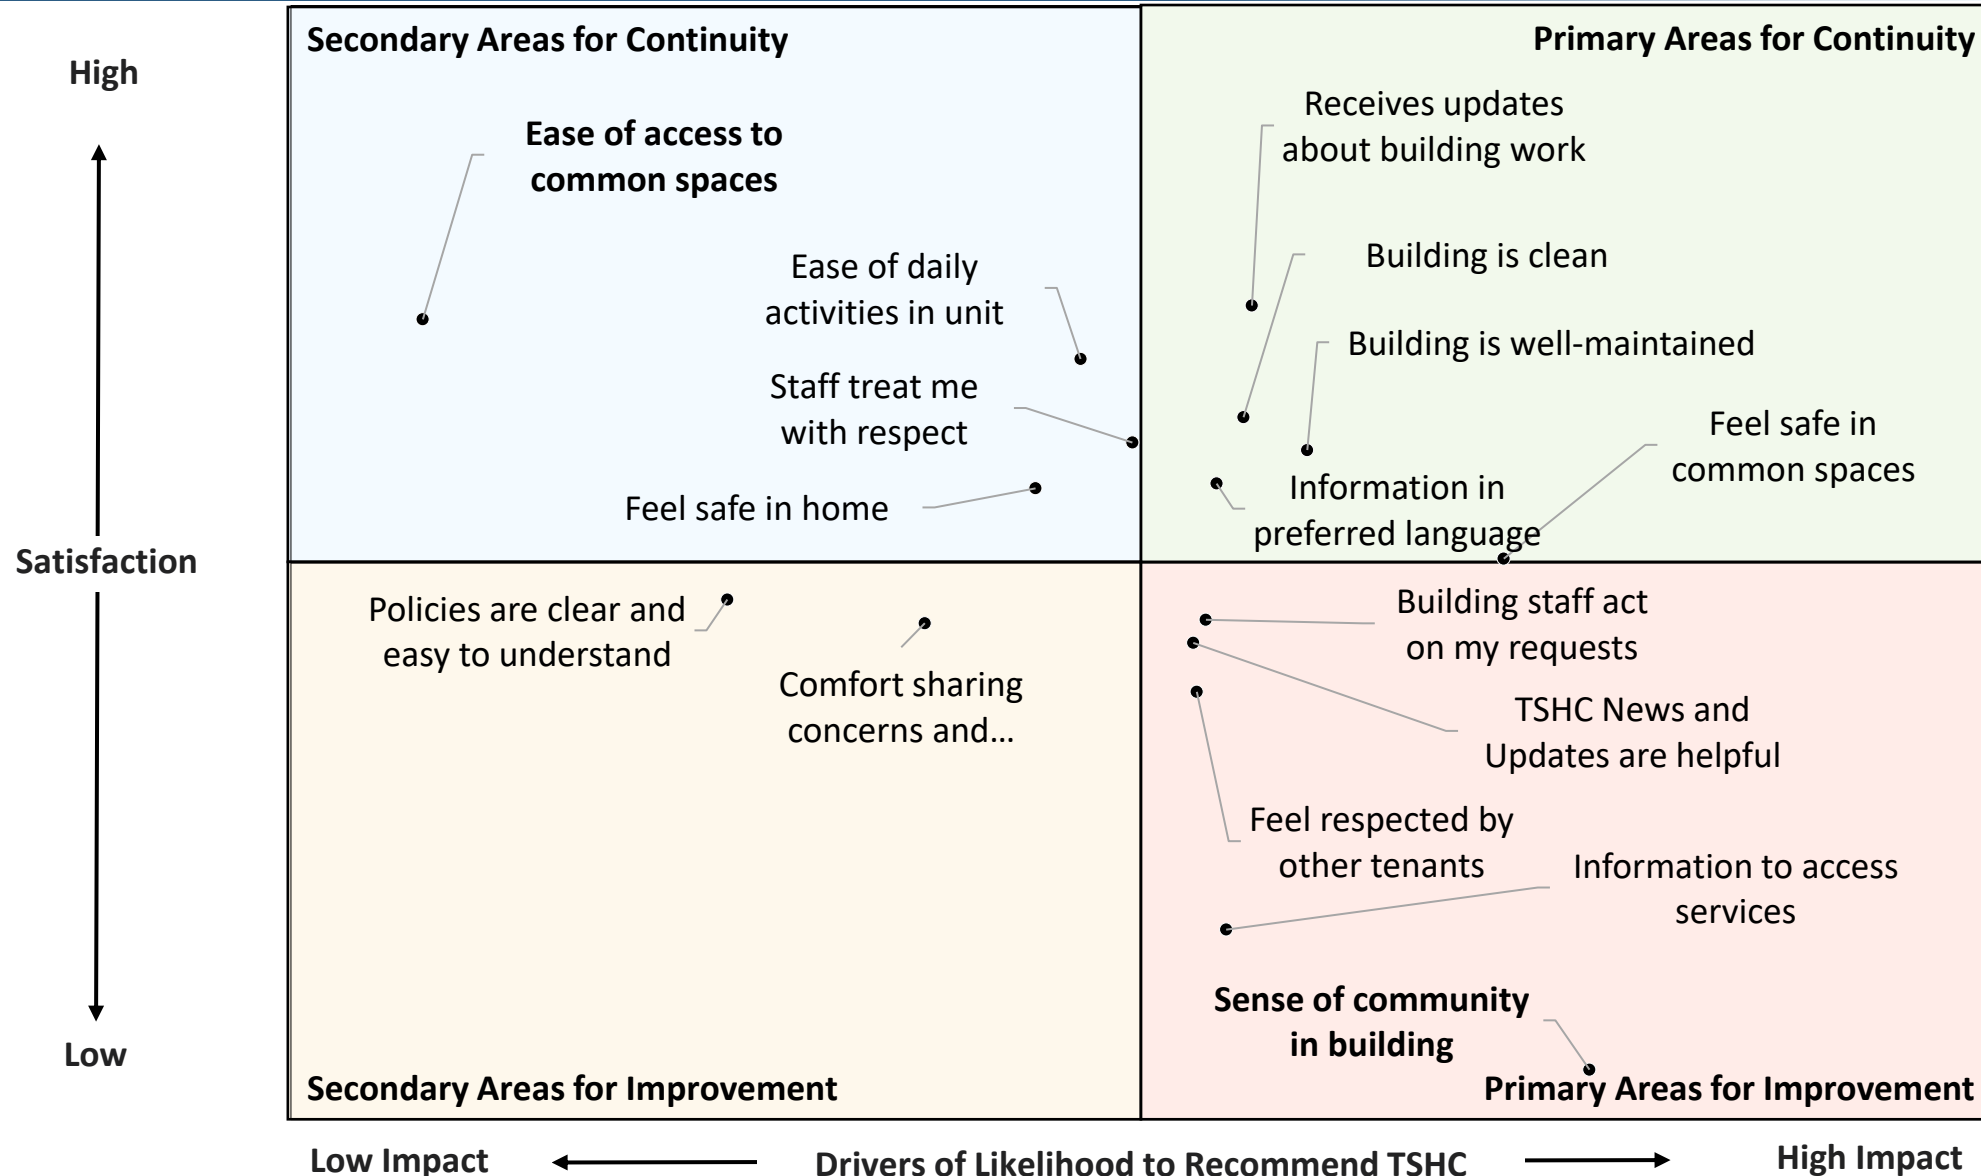 High
Satisfaction
Low
Secondary Areas for Continuity
Ease of access to
common spaces
Ease of daily
activities in unit
Staff treat me
with respect
Feel safe in home
Primary Areas for Continuity
Receives updates
about building work
Building is clean
Building is well-maintained
Feel safe in
common spaces
Information in
preferred language
Policies are clear and
easy to understand
Comfort sharing
concerns and...
Secondary Areas for Improvement
Building staff act
on my requests
TSHC News and
Updates are helpful
Feel respected by
other tenants
Information to access
services
Sense of community
in building
Primary Areas for Improvement
Low Impact
Drivers of Likelihood to Recommend TSHC
High Impact